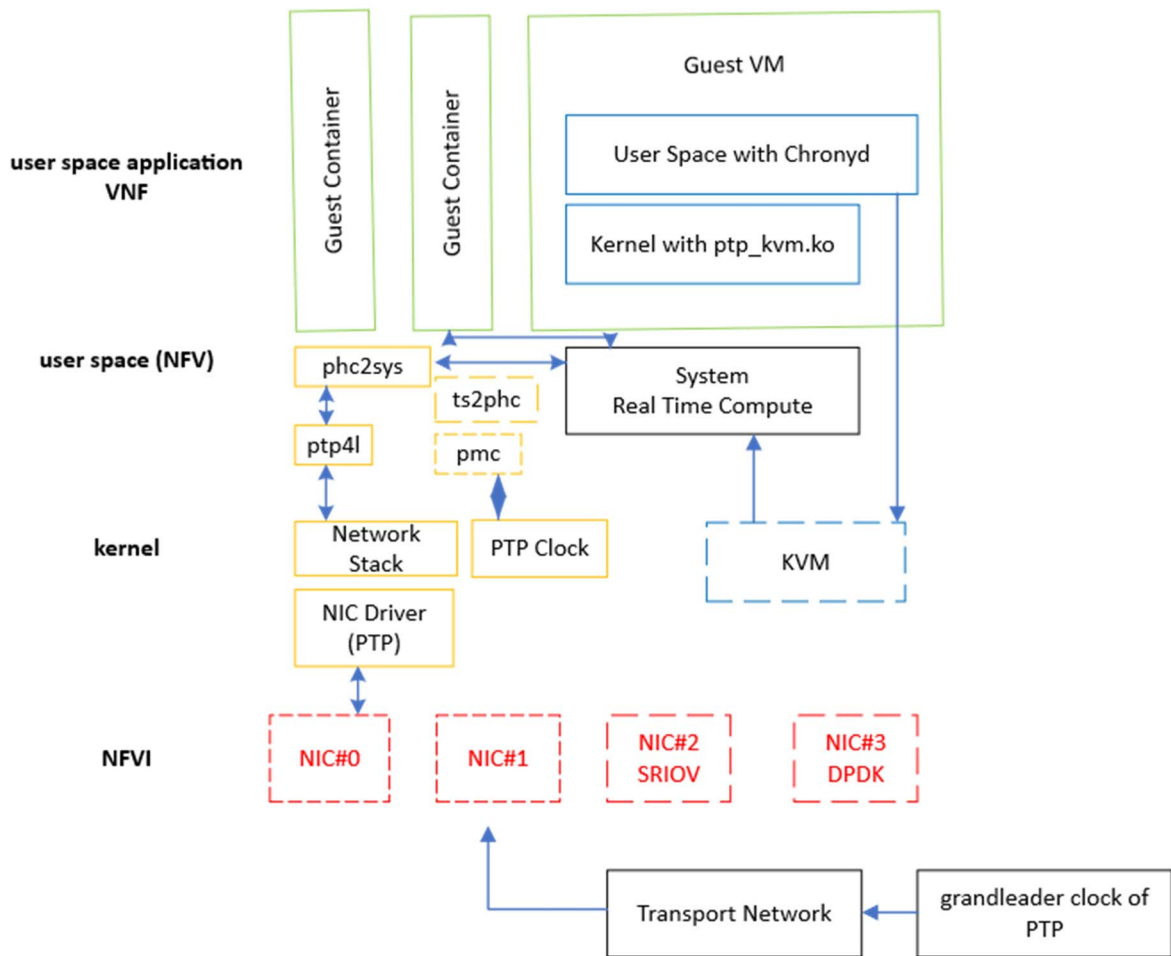 Guest Container
Guest Container
Guest VM
User Space with Chronyd
Kernel with ptp_kvm.ko
user space application
VNF
user space (NFV)
phc2sys
ts2phc
System
Real Time Compute
ptp4l
pmc
kernel
Network
Stack
PTP Clock
KVM
NIC Driver
(PTP)
NFVI
NIC#0
NIC#1
NIC#2
SRIOV
NIC#3
DPDK
Transport Network
grandleader clock of
PTP